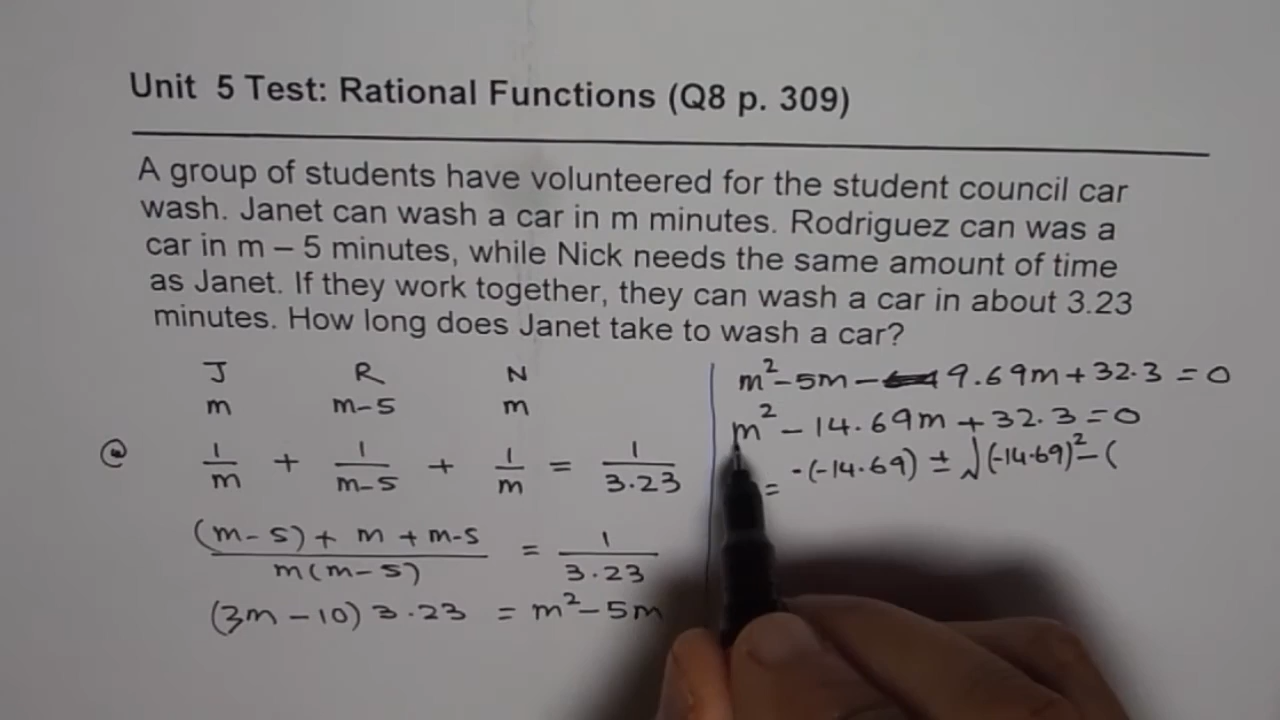 Unit 5 Test: Rational Functions (Q8 p. 309)
A group of students have volunteered for the student council car
wash. Janet can wash a car in m minutes. Rodriguez can was a
car in m – 5 minutes, while Nick needs the same amount of time
as Janet. If they work together, they can wash a car in about 3.23
minutes. How long does Janet take to wash a car?
J R N
m m-5 m
@ 1/m + 1/m-5 + 1/m = 1/3.23
(m-5)+ m + m-5 / m(m-5) = 1/3.23
(3m-10) 3.23 = m²-5m
m²-5m- 9.69m+32.3 =0
m² - 14.69m + 32.3=0
= -(-14.69) ± √(-14.69)²-(